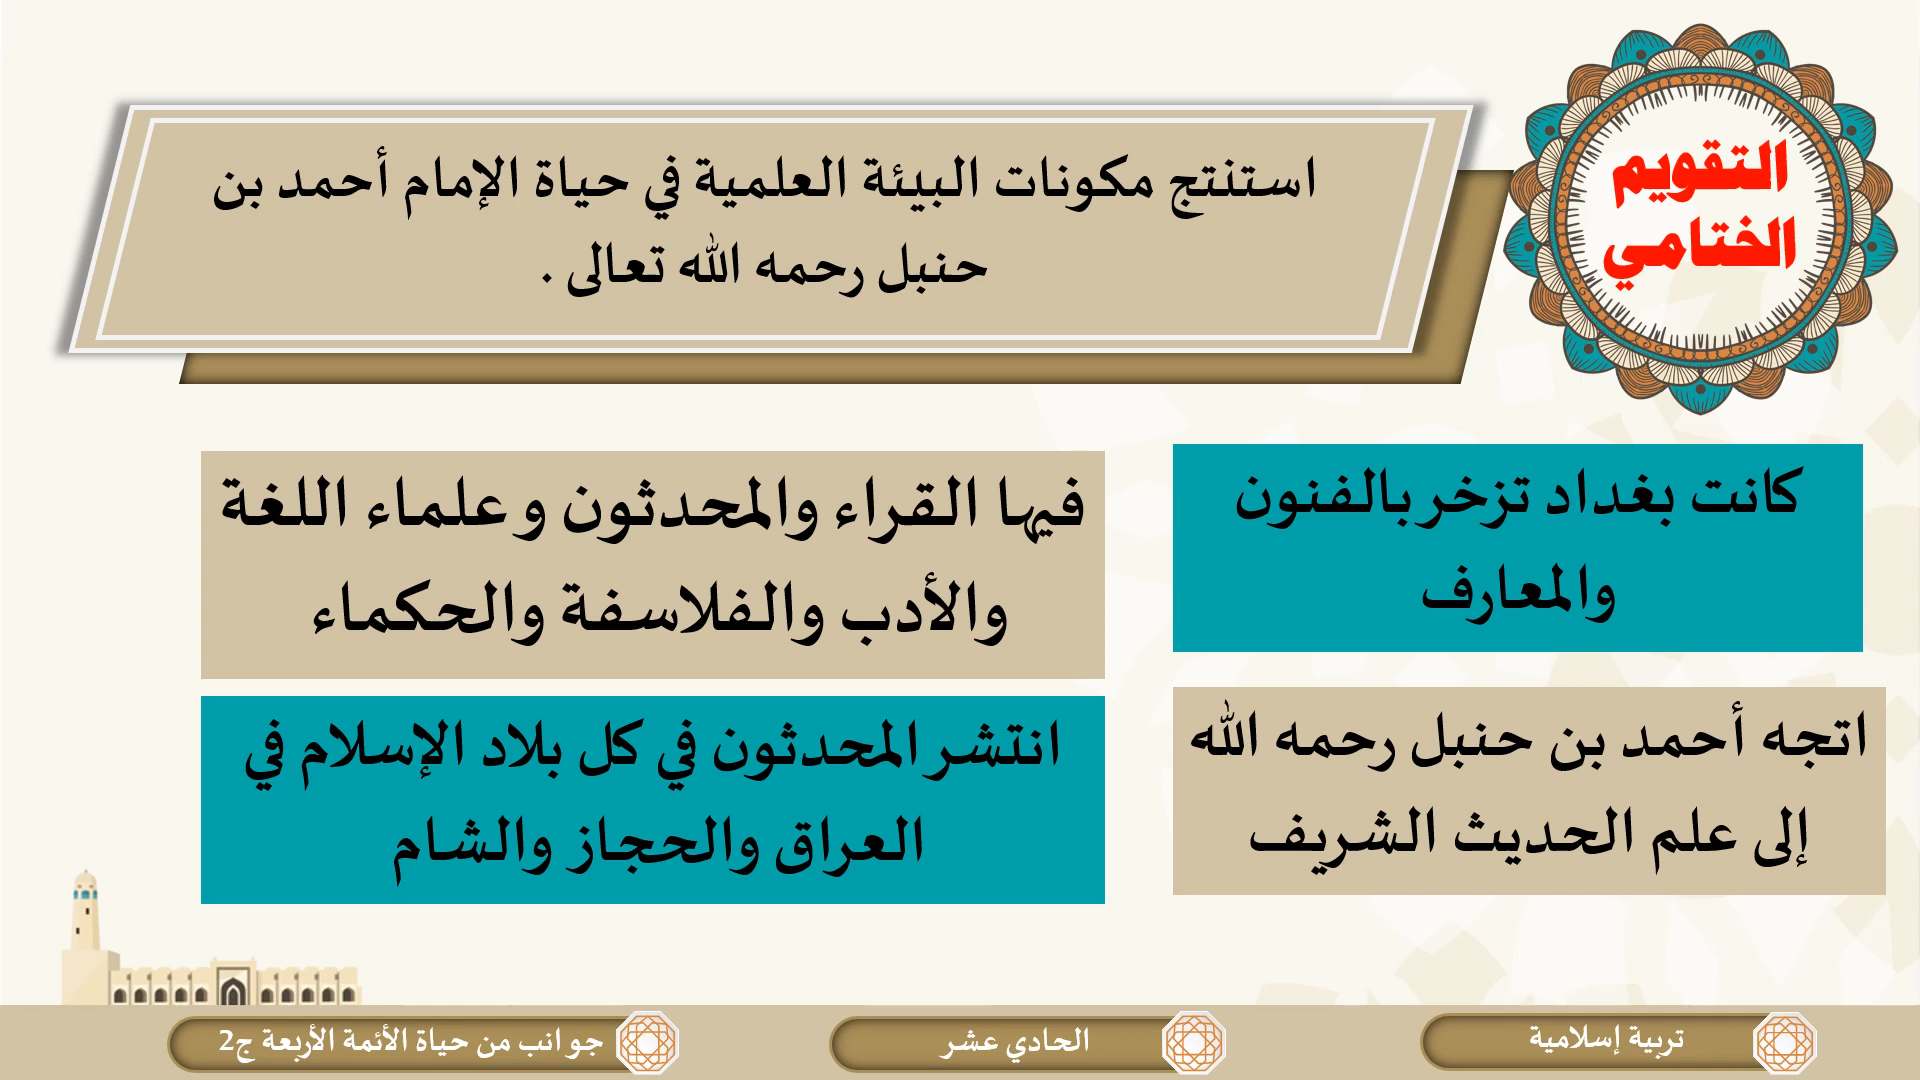 التقويم
الختامي
استنتج مكونات البيئة العلمية في حياة الإمام أحمد بن
حنبل رحمه الله تعالى .
كانت بغداد تزخر بالفنون
والمعارف
فيها القراء والمحدثون وعلماء اللغة
والأدب والفلاسفة والحكماء
اتجه أحمد بن حنبل رحمه الله
إلى علم الحديث الشريف
انتشر المحدثون في كل بلاد الإسلام في
العراق والحجاز والشام
تربية إسلامية
الحادي عشر
جوانب من حياة الأئمة الأربعة ج2